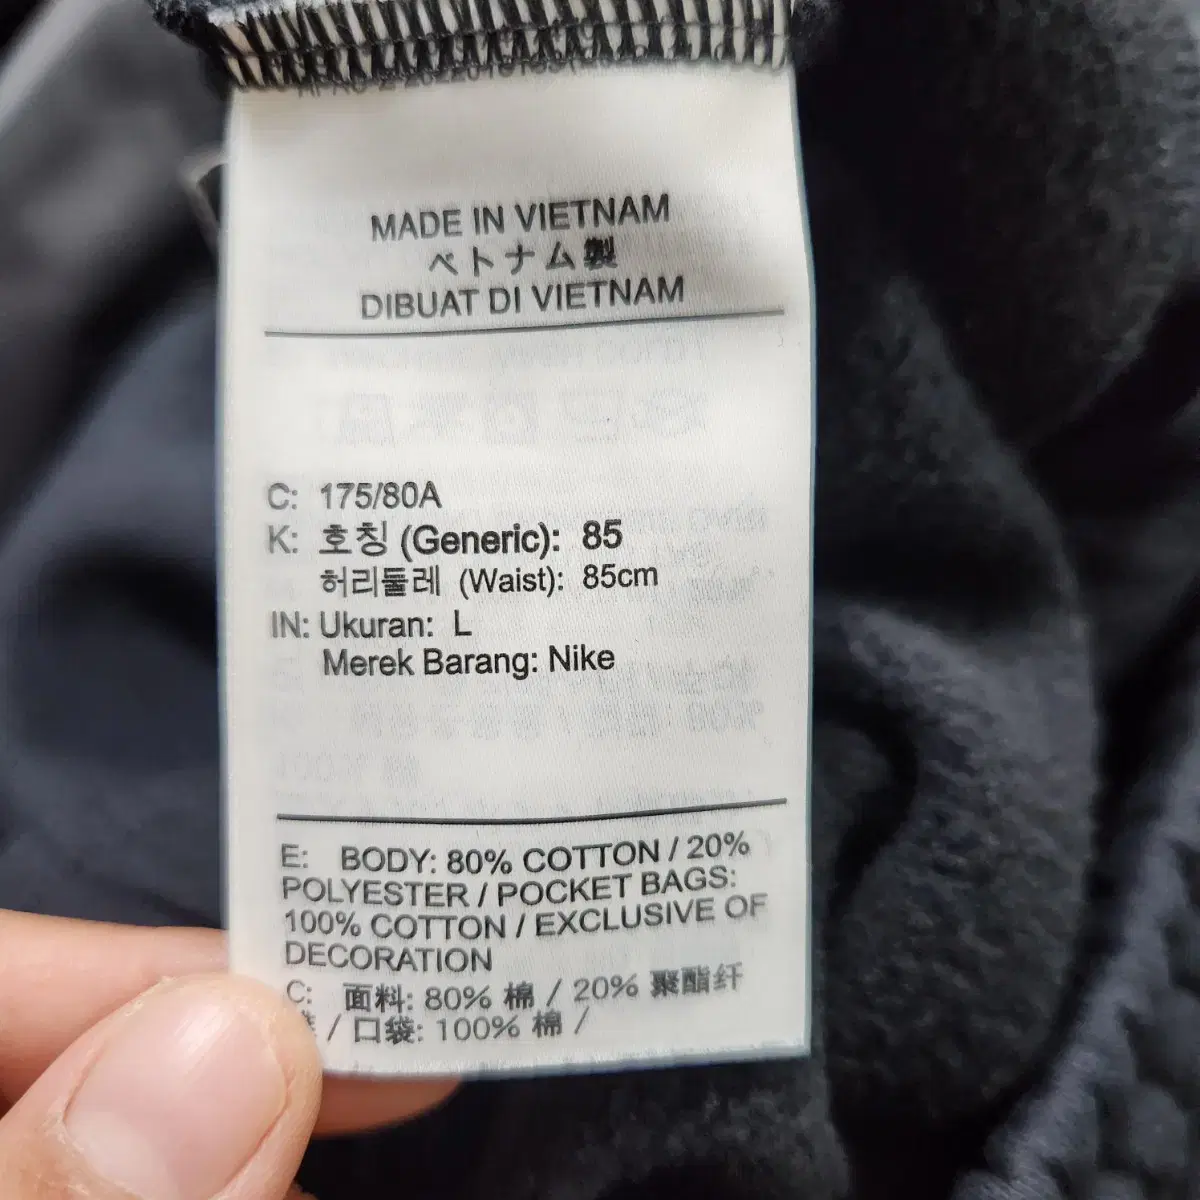 MADE IN VIETNAM
ベトナム製
DIBUAT DI VIETNAM
C: 175/80A
K: 호칭 (Generic): 85
허리둘레 (Waist): 85cm
IN: Ukuran: L
Merek Barang: Nike
E: BODY: 80% COTTON / 20%
POLYESTER / POCKET BAGS:
100% COTTON / EXCLUSIVE OF
DECORATION
C: 面料: 80% 棉 / 20% 聚酯纤
/ 口袋: 100% 棉 /